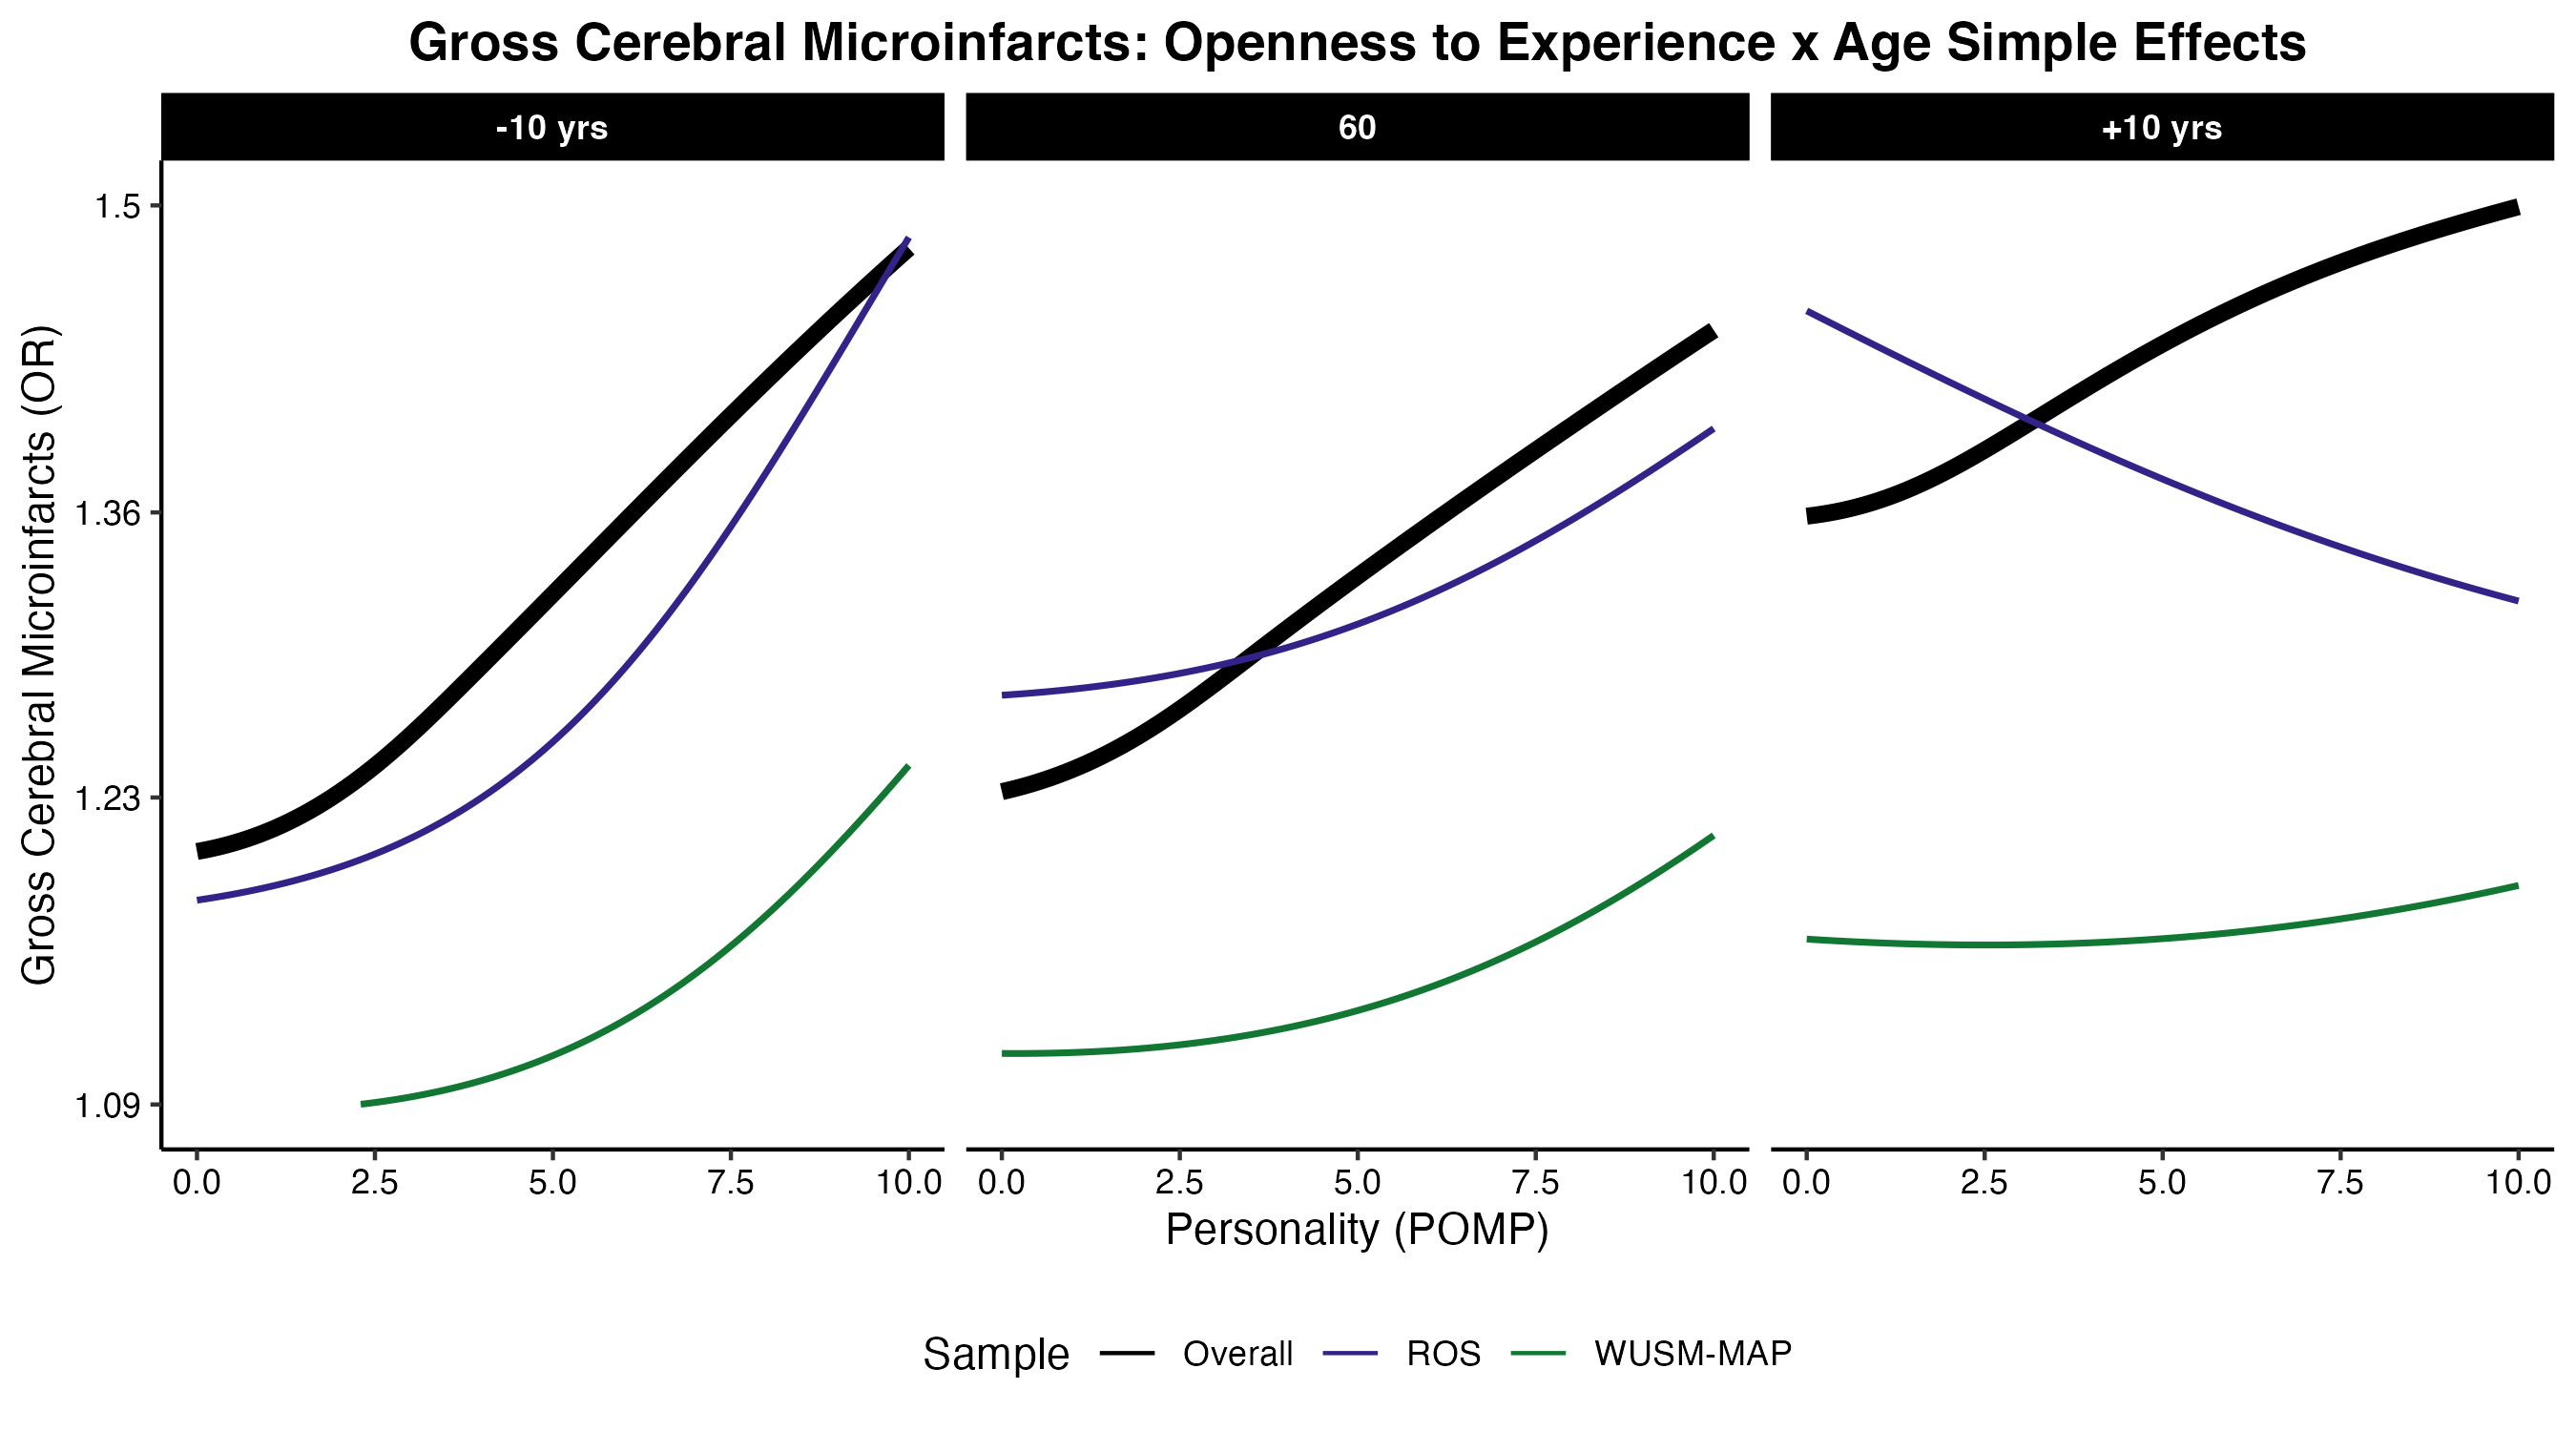 Gross Cerebral Microinfarcts: Openness to Experience x Age Simple Effects
-10 yrs
60
+10 yrs
Gross Cerebral Microinfarcts (OR)
1.5
1.36
1.23
1.09
0.0 2.5 5.0 7.5 10.0
0.0 2.5 5.0 7.5 10.0
0.0 2.5 5.0 7.5 10.0
Personality (POMP)
Sample Overall ROS WUSM-MAP